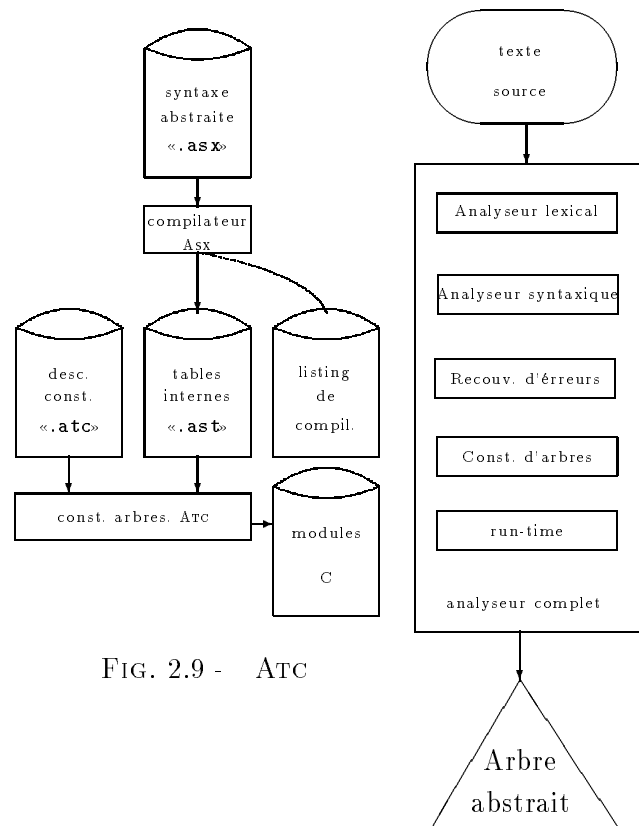 syntaxe
abstraite
«.asx»
compilateur
Asx
desc.
const.
«.atc»
tables
internes
«.ast»
listing
de
compil.
const. arbres. ATC
modules
C
FIG. 2.9 - ATC
texte
source
Analyseur lexical
Analyseur syntaxique
Recouv. d'érreurs
Const. d'arbres
run-time
analyseur complet
Arbre
abstrait